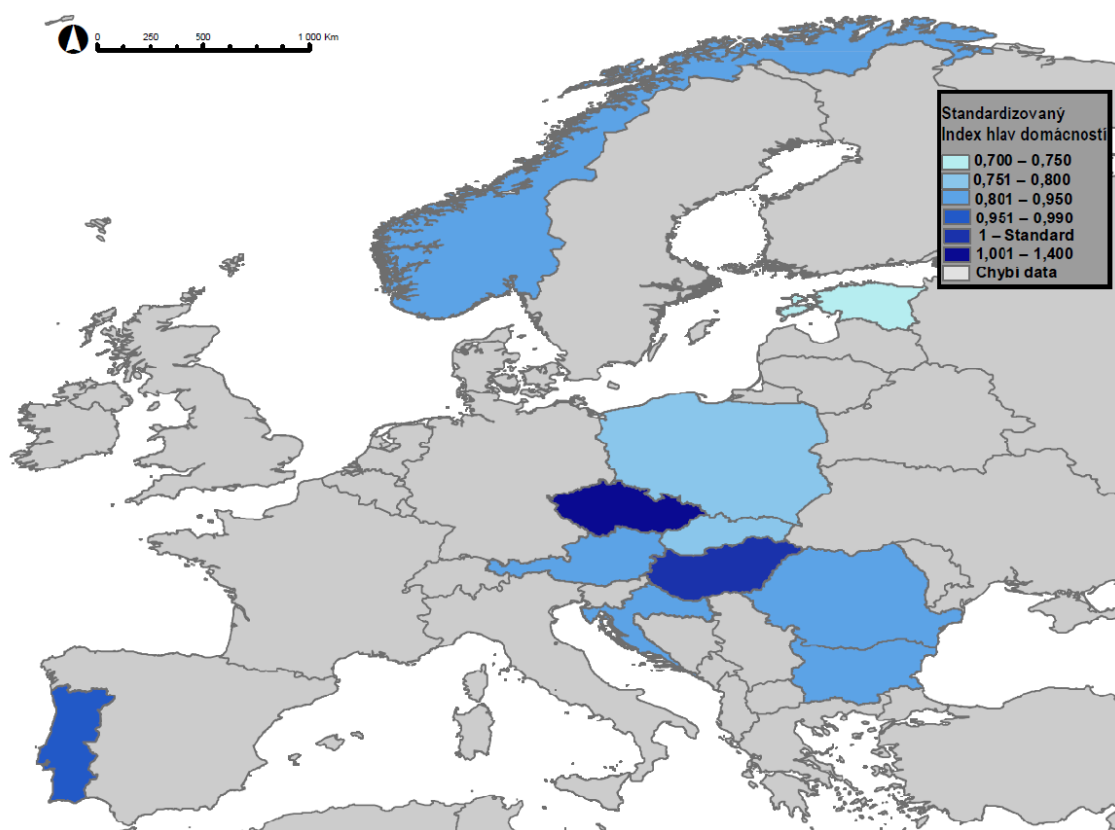 0 250 500 1 000 Km
Standardizovaný
Index hlav domácností
0,700 – 0,750
0,751 – 0,800
0,801 – 0,950
0,951 – 0,990
1 – Standard
1,001 – 1,400
Chybí data